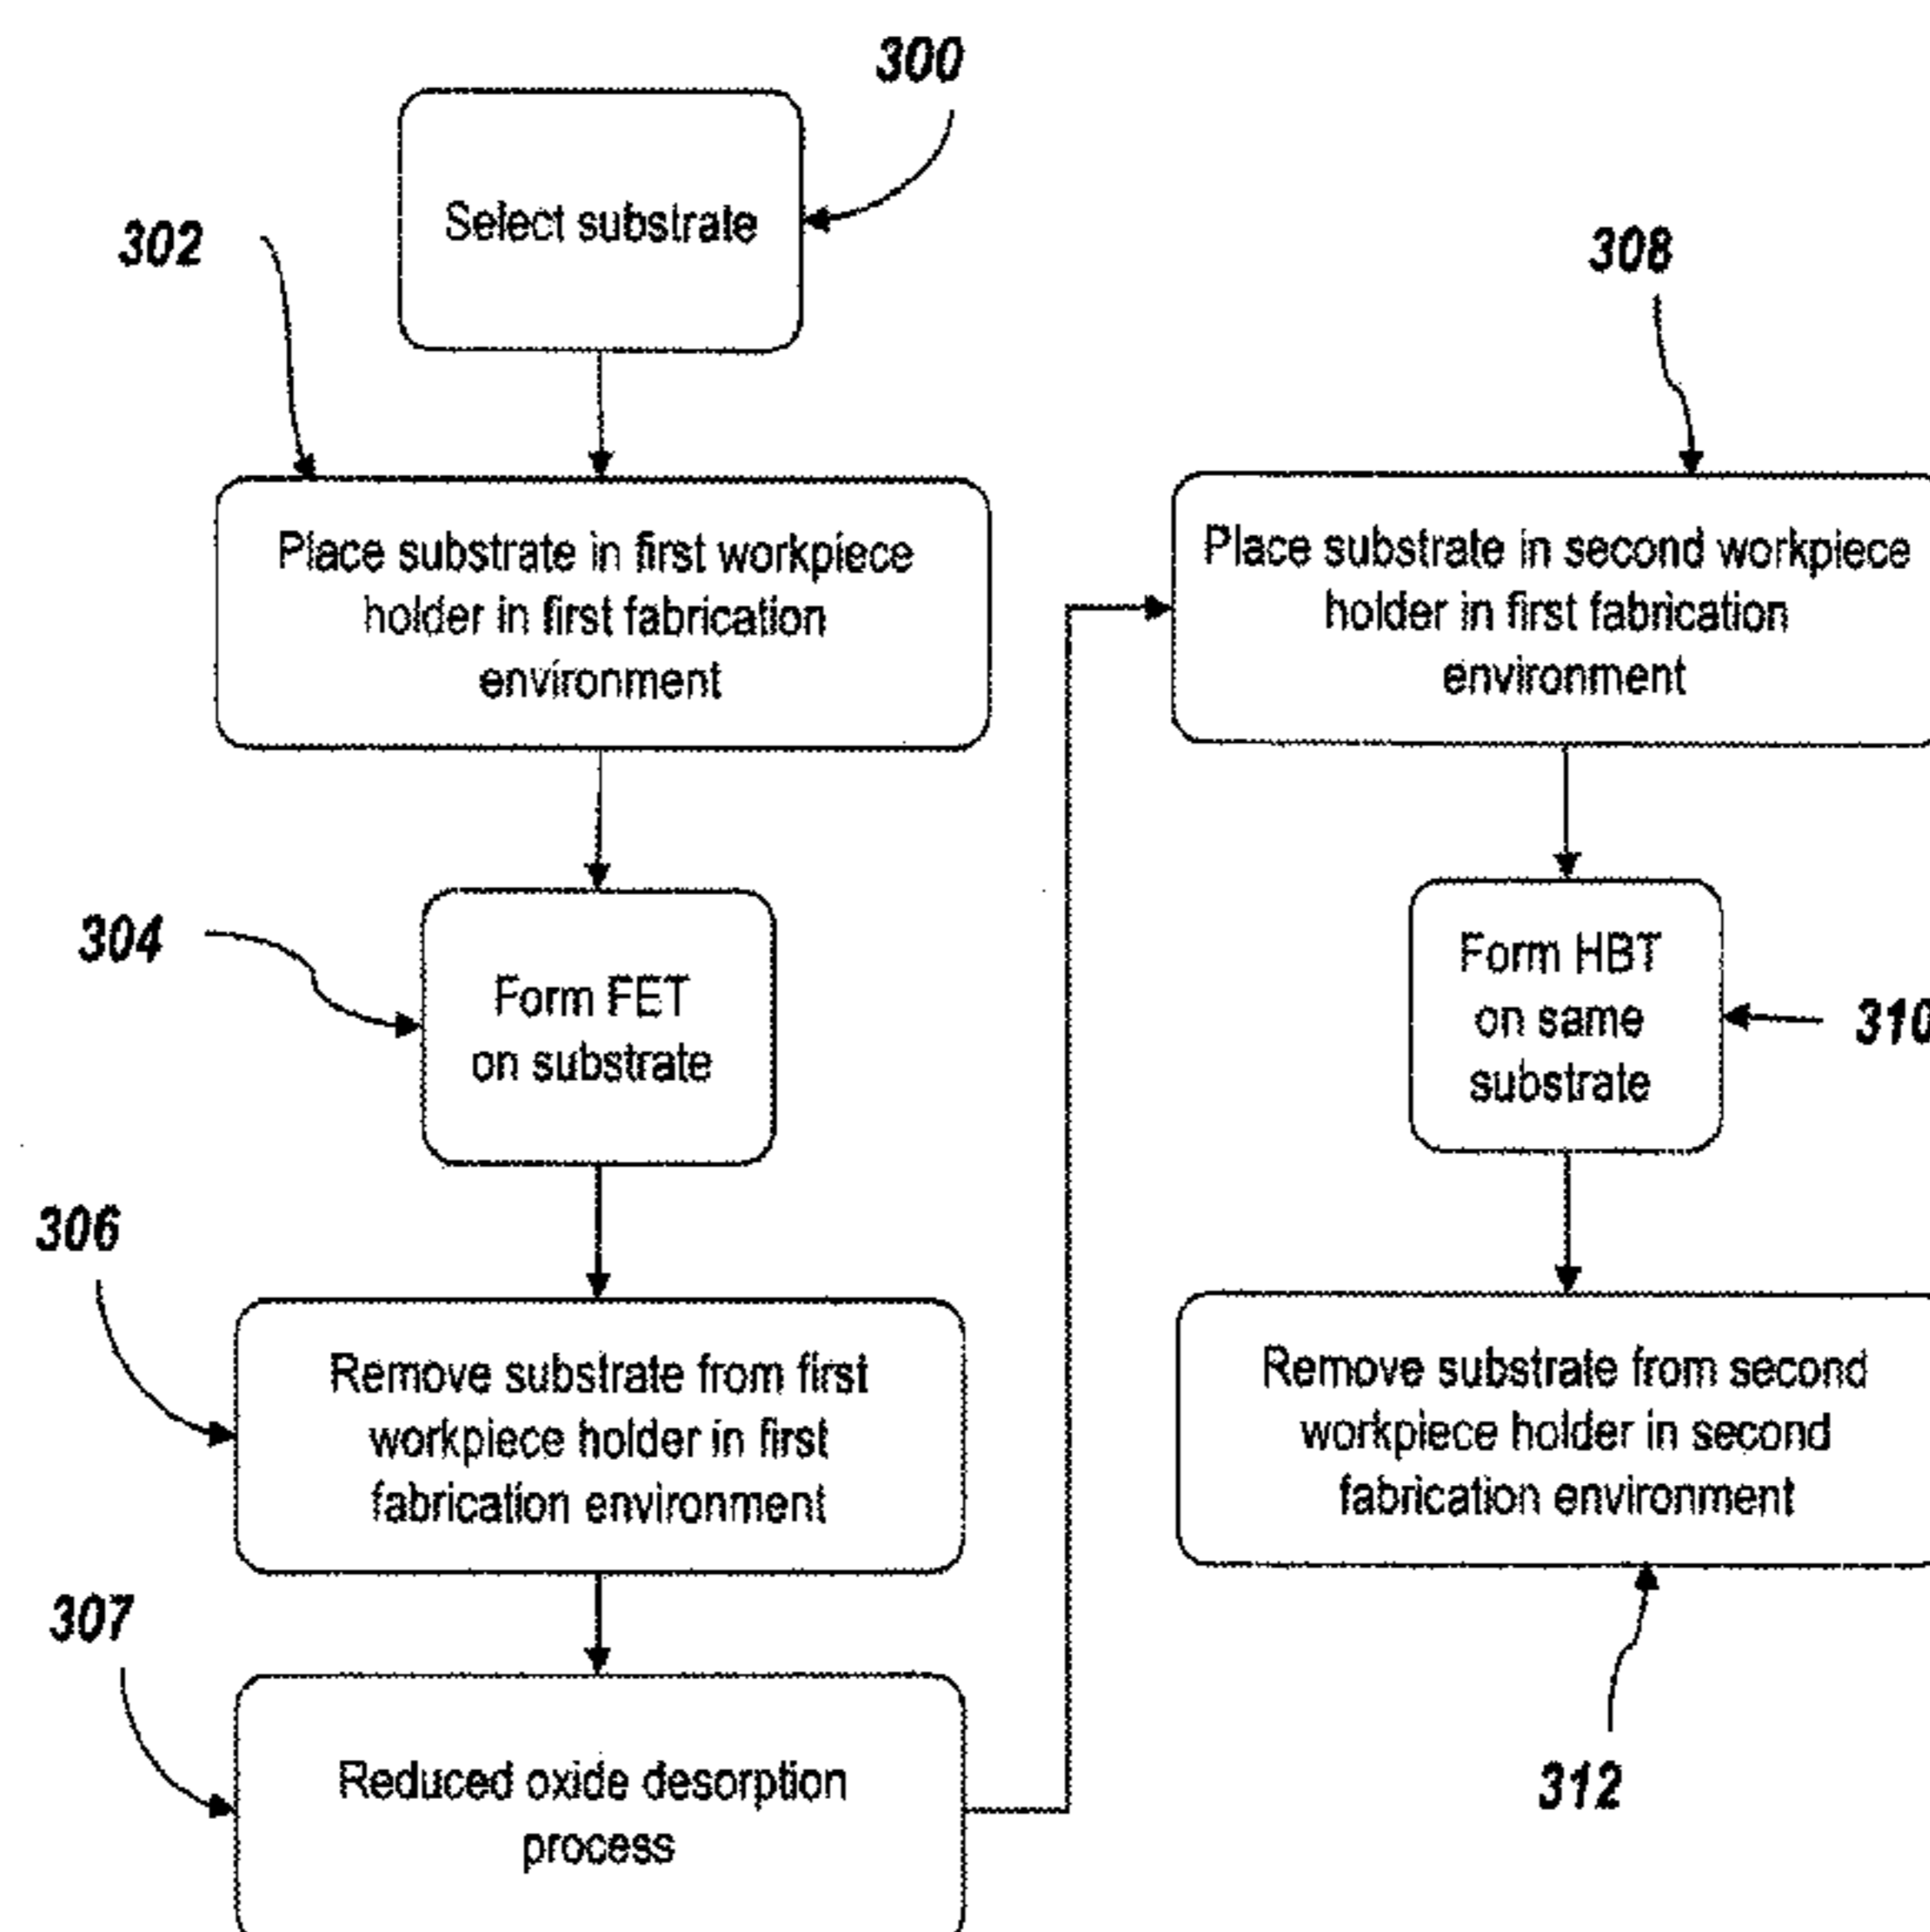 300
Select substrate
302
Place substrate in first workpiece
holder in first fabrication
environment
304
Form FET
on substrate
306
Remove substrate from first
workpiece holder in first
fabrication environment
307
Reduced oxide desorption
process
308
Place substrate in second workpiece
holder in first fabrication
environment
Form HBT
on same
substrate
310
Remove substrate from second
workpiece holder in second
fabrication environment
312